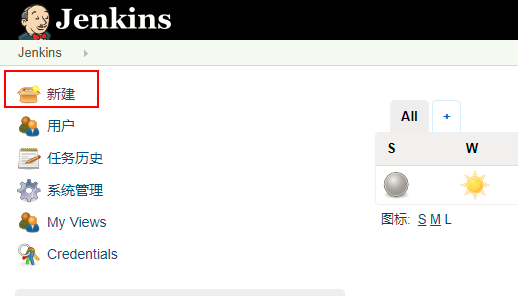 Jenkins
Jenkins
新建
用户
任务历史
系统管理
My Views
Credentials
All +
S W
图标: S M L